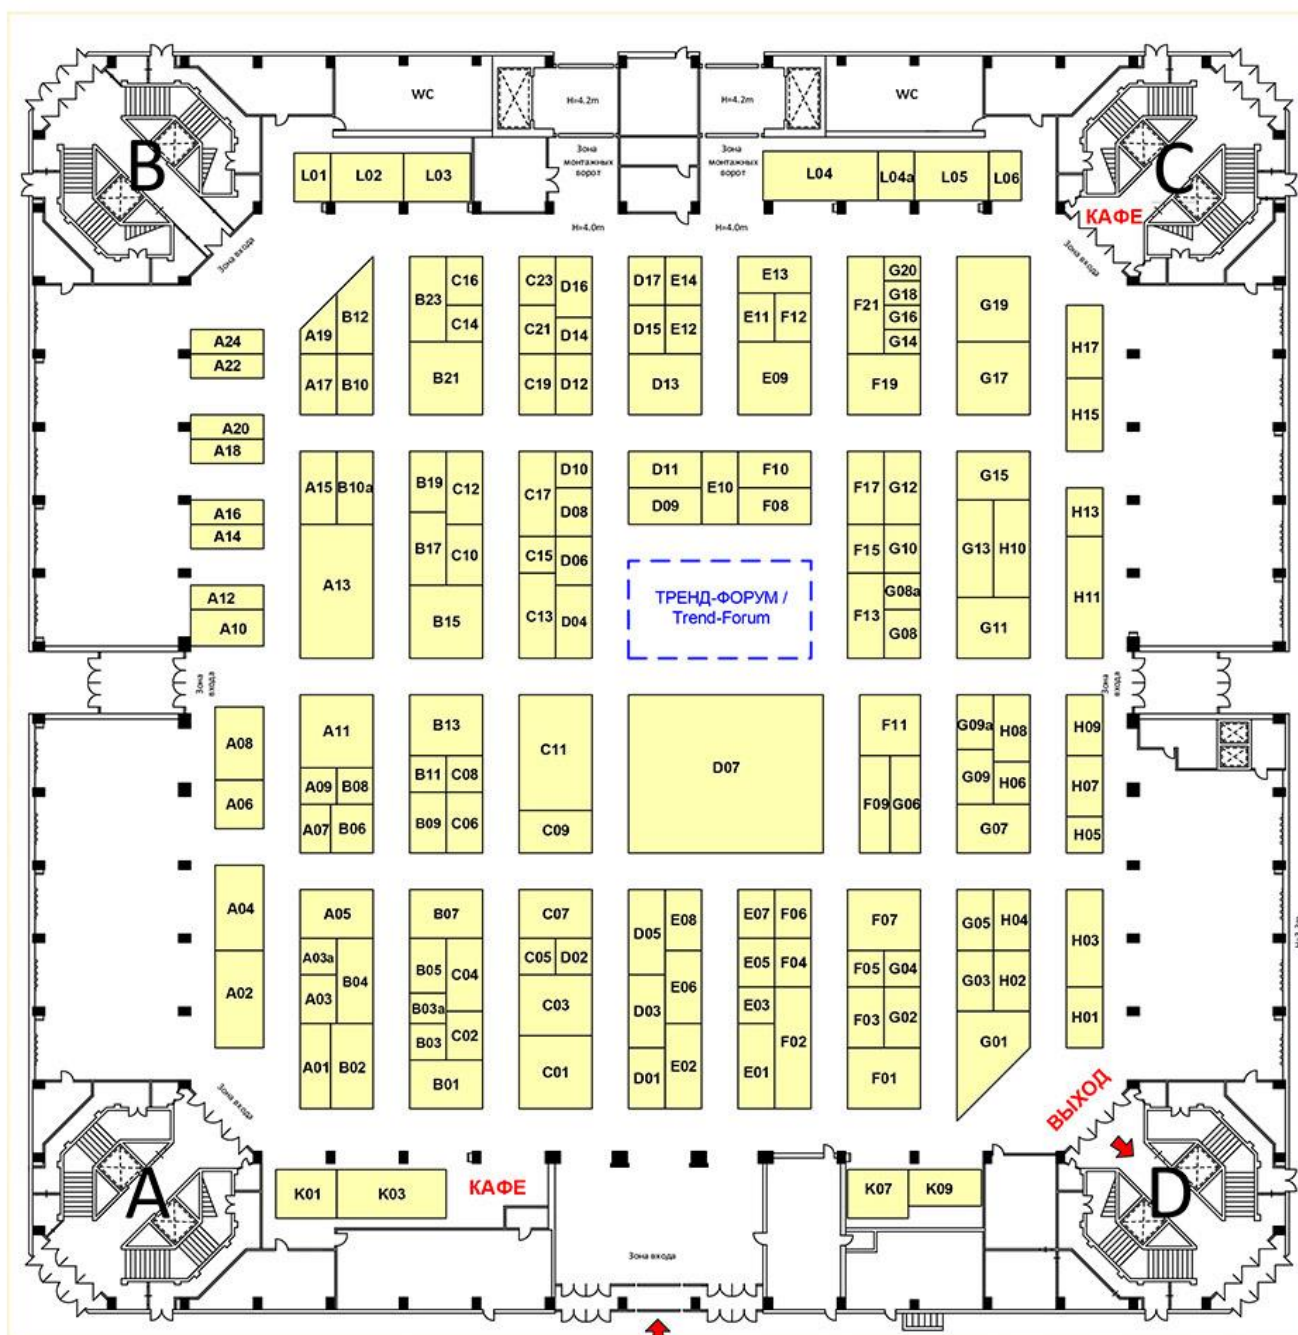 WC
H=4.2m
H=4.2m
WC
B
C
Зона
монтажных
ворот
Зона
монтажных
ворот
L01
L02
L03
L04
L04a
L05
L06
КАФЕ
H=4.0m
H=4.0m
Зона входа
Зона входа
C16
C23
D16
D17
E14
E13
G20
B23
F21
G18
G19
B12
C14
C21
D14
D15
E12
E11
F12
G16
G14
A19
A24
A22
H17
A17
B10
B21
C19
D12
D13
E09
F19
G17
H15
A20
A18
A15
B10a
B19
C12
C17
D10
D08
D11
D09
E10
F10
F08
F17
G12
G15
A16
A14
H13
B17
C10
C15
D06
F15
G10
G13
H10
A13
ТРЕНД-ФОРУМ /
Trend-Forum
G08a
H11
A12
A10
B15
C13
D04
F13
G08
G11
Зона
входа
Зона
входа
A08
A11
B13
C11
D07
F11
G09a
H08
H09
A09
B08
B11
C08
G09
H06
H07
A06
A07
B06
B09
C06
C09
F09
G06
G07
H05
A04
A05
B07
C07
D05
E08
E07
F06
F07
G05
H04
H03
A03a
B04
B05
C04
C05
D02
E06
E05
F04
F05
G04
G03
H02
A02
A03
B03a
C03
D03
E03
F03
G02
H01
B03
C02
F02
G01
A01
B02
B01
C01
D01
E02
E01
F01
Зона входа
ВЫХОД
A
D
K01
K03
КАФЕ
K07
K09
Зона входа